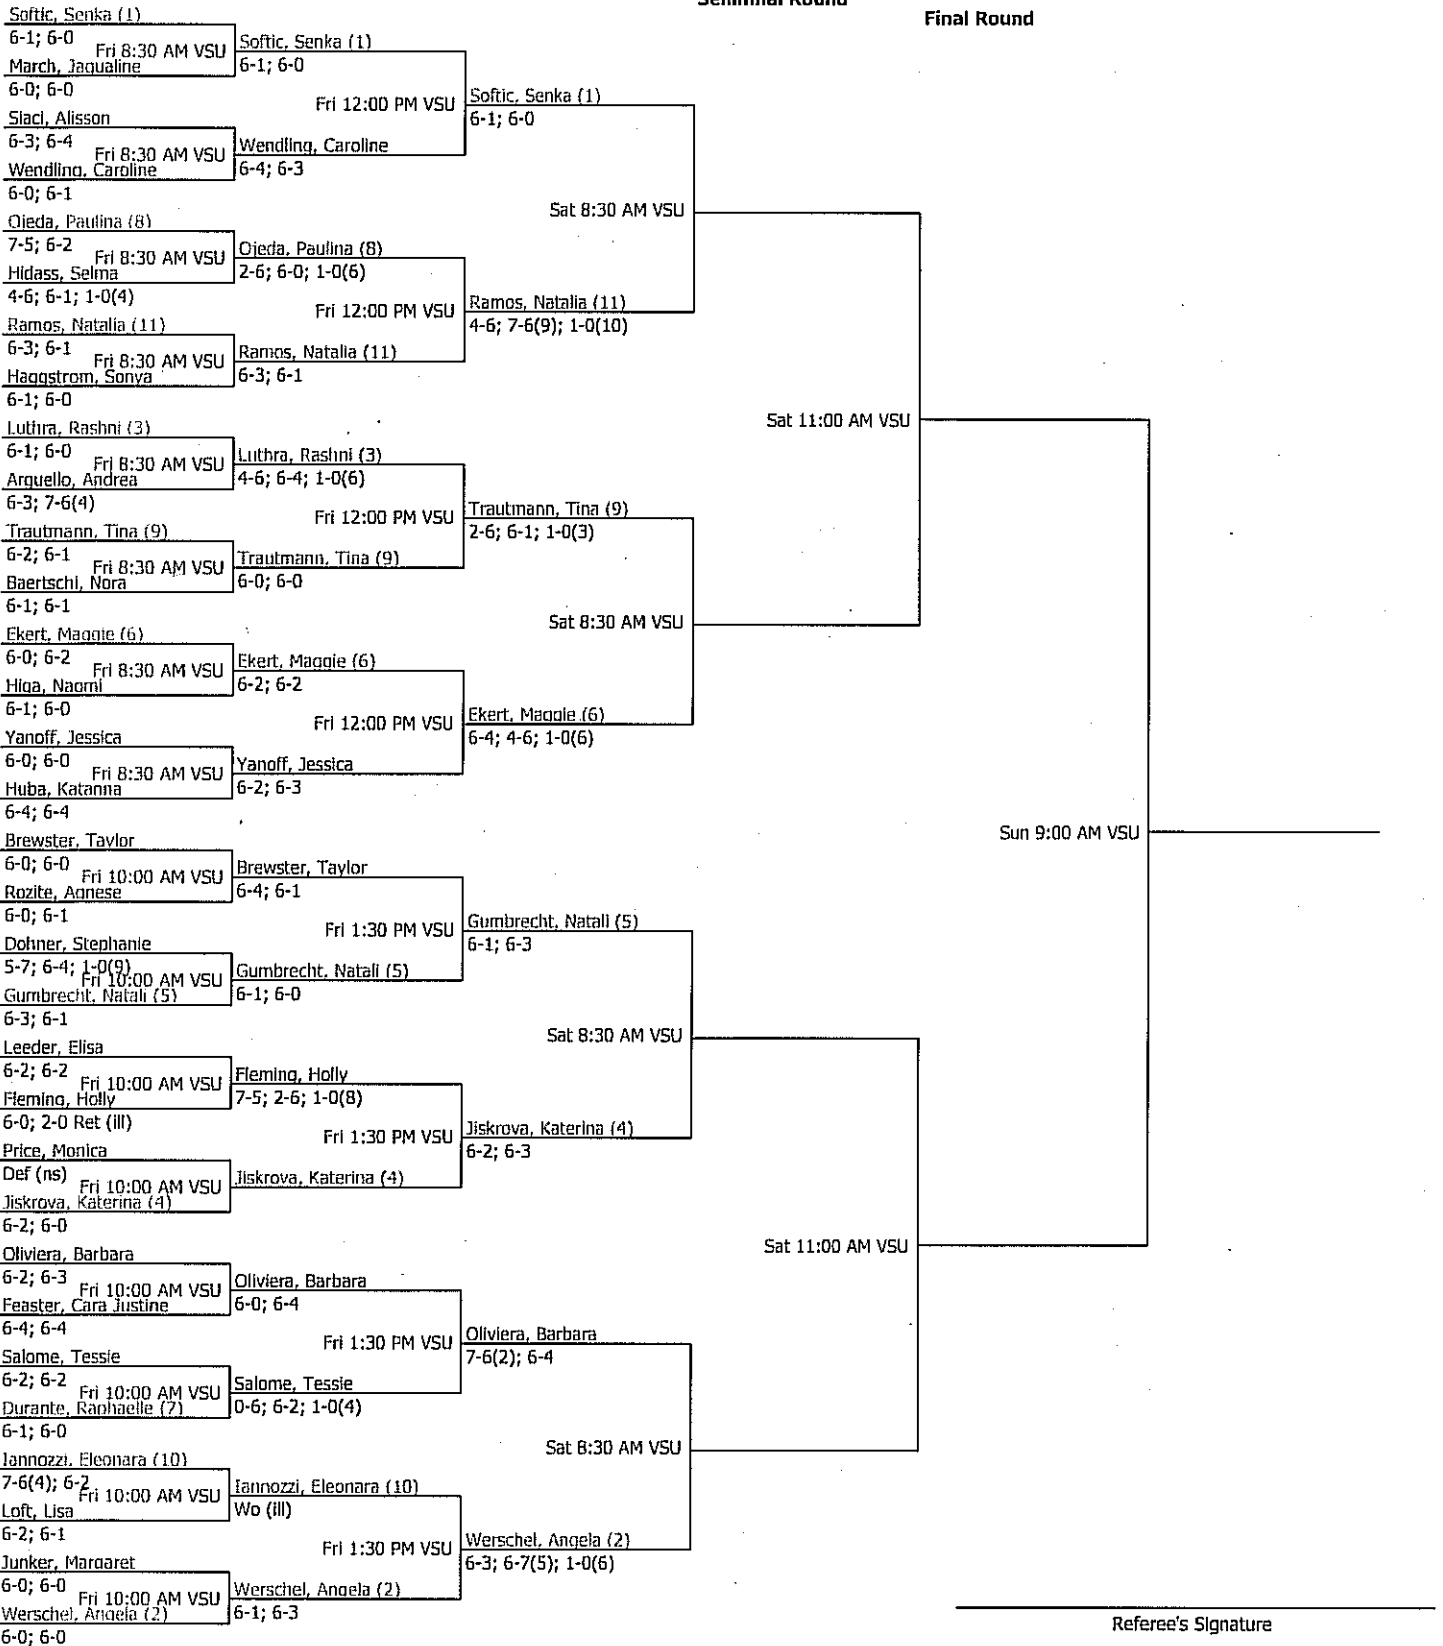 Semifinal Round
Final Round
Softic, Senka (1)
6-1; 6-0
Fri 8:30 AM VSU
March, Jaqualine
6-0; 6-0
Siaci, Alisson
6-3; 6-4
Fri 8:30 AM VSU
Wendling, Caroline
6-0; 6-1
Ojeda, Paulina (8)
7-5; 6-2
Fri 8:30 AM VSU
Hidass, Selma
4-6; 6-1; 1-0(4)
Ramos, Natalia (11)
6-3; 6-1
Fri 8:30 AM VSU
Haggstrom, Sonya
6-1; 6-0
Luthra, Rashni (3)
6-1; 6-0
Fri 8:30 AM VSU
Arguello, Andrea
6-3; 7-6(4)
Trautmann, Tina (9)
6-2; 6-1
Fri 8:30 AM VSU
Baertschi, Nora
6-1; 6-1
Ekert, Maggie (6)
6-0; 6-2
Fri 8:30 AM VSU
Higa, Naomi
6-1; 6-0
Yanoff, Jessica
6-0; 6-0
Fri 8:30 AM VSU
Huba, Katanna
6-4; 6-4
Brewster, Taylor
6-0; 6-0
Fri 10:00 AM VSU
Rozite, Agnese
6-0; 6-1
Dohner, Stephanie
5-7; 6-4; 1-0(9)
Fri 10:00 AM VSU
Gumbrecht, Natali (5)
6-3; 6-1
Leeder, Elisa
6-2; 6-2
Fri 10:00 AM VSU
Fleming, Holly
6-0; 2-0 Ret (ill)
Price, Monica
Def (ns)
Fri 10:00 AM VSU
Jiskrova, Katerina (4)
6-2; 6-0
Oliviera, Barbara
6-2; 6-3
Fri 10:00 AM VSU
Feaster, Cara Justine
6-4; 6-4
Salome, Tessie
6-2; 6-2
Fri 10:00 AM VSU
Durante, Raphaelle (7)
6-1; 6-0
Iannozzi, Eleonara (10)
7-6(4); 6-2
Fri 10:00 AM VSU
Loft, Lisa
6-2; 6-1
Junker, Margaret
6-0; 6-0
Fri 10:00 AM VSU
Werschel, Angela (2)
6-0; 6-0
Softic, Senka (1)
6-1; 6-0
Fri 12:00 PM VSU
Wendling, Caroline
6-4; 6-3
Ojeda, Paulina (8)
2-6; 6-0; 1-0(6)
Fri 12:00 PM VSU
Ramos, Natalia (11)
6-3; 6-1
Luthra, Rashni (3)
4-6; 6-4; 1-0(6)
Fri 12:00 PM VSU
Trautmann, Tina (9)
6-0; 6-0
Ekert, Maggie (6)
6-2; 6-2
Fri 12:00 PM VSU
Yanoff, Jessica
6-2; 6-3
Brewster, Taylor
6-4; 6-1
Fri 1:30 PM VSU
Gumbrecht, Natali (5)
6-1; 6-0
Fleming, Holly
7-5; 2-6; 1-0(8)
Fri 1:30 PM VSU
Jiskrova, Katerina (4)
Oliviera, Barbara
6-0; 6-4
Fri 1:30 PM VSU
Salome, Tessie
0-6; 6-2; 1-0(4)
Iannozzi, Eleonara (10)
Wo (ill)
Fri 1:30 PM VSU
Werschel, Angela (2)
6-1; 6-3
Softic, Senka (1)
6-1; 6-0
Sat 8:30 AM VSU
Ramos, Natalia (11)
4-6; 7-6(9); 1-0(10)
Trautmann, Tina (9)
2-6; 6-1; 1-0(3)
Sat 8:30 AM VSU
Ekert, Maggie (6)
6-4; 4-6; 1-0(6)
Gumbrecht, Natali (5)
6-1; 6-3
Sat 8:30 AM VSU
Jiskrova, Katerina (4)
6-2; 6-3
Oliviera, Barbara
7-6(2); 6-4
Sat 8:30 AM VSU
Werschel, Angela (2)
6-3; 6-7(5); 1-0(6)
Sat 11:00 AM VSU
Sat 11:00 AM VSU
Sun 9:00 AM VSU
Referee's Signature